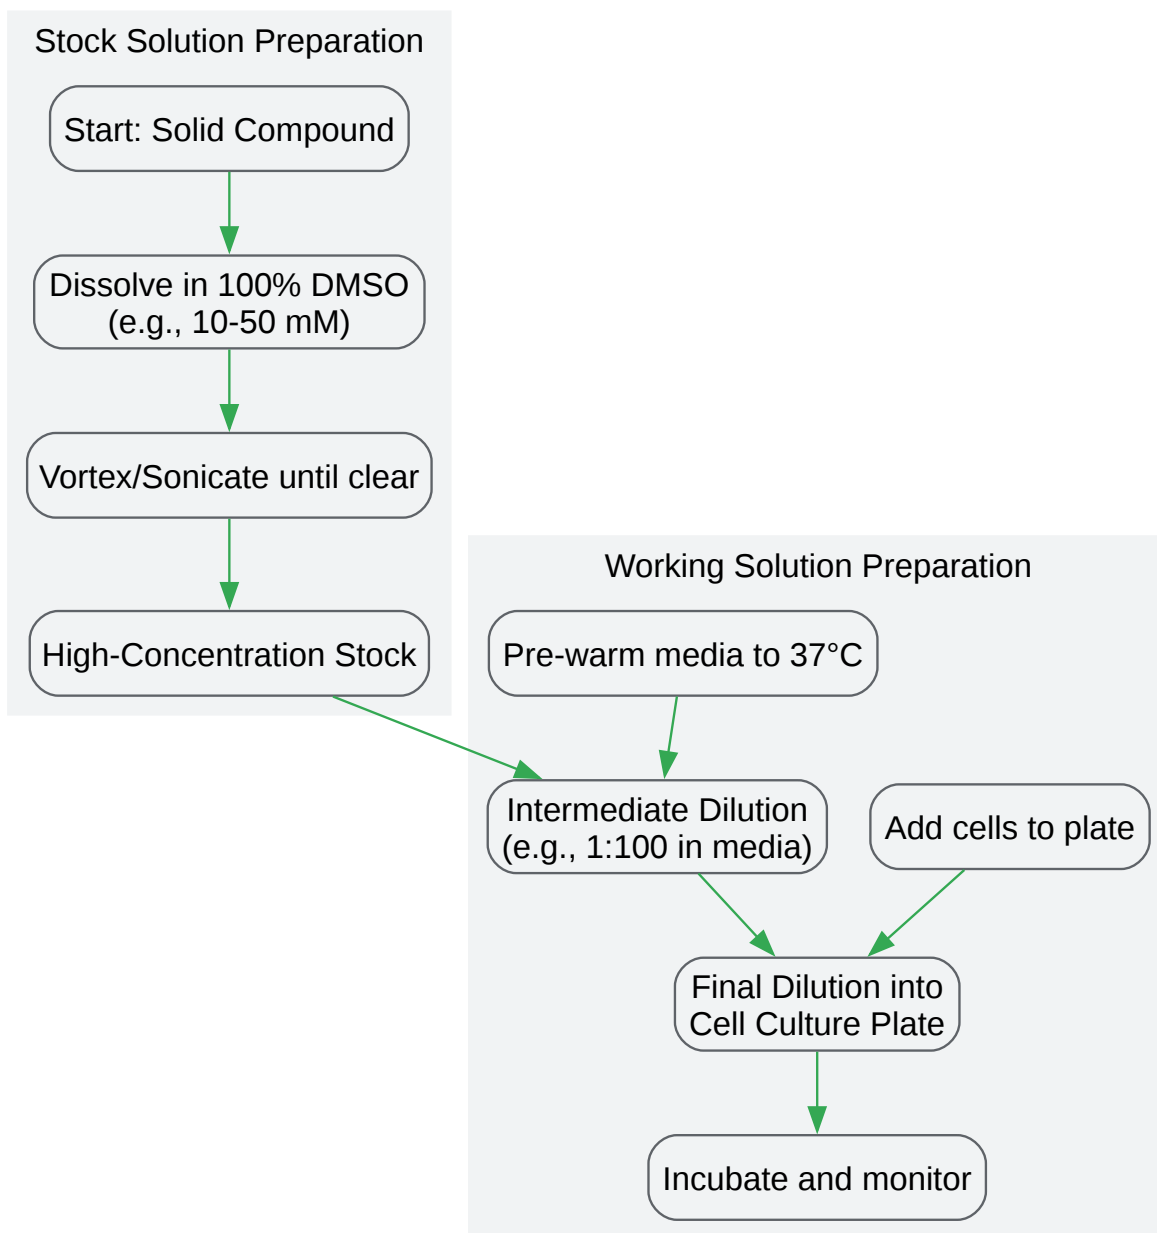 Stock Solution Preparation
Start: Solid Compound
Dissolve in 100% DMSO
(e.g., 10-50 mM)
Vortex/Sonicate until clear
High-Concentration Stock
Working Solution Preparation
Pre-warm media to 37°C
Intermediate Dilution
(e.g., 1:100 in media)
Add cells to plate
Final Dilution into
Cell Culture Plate
Incubate and monitor